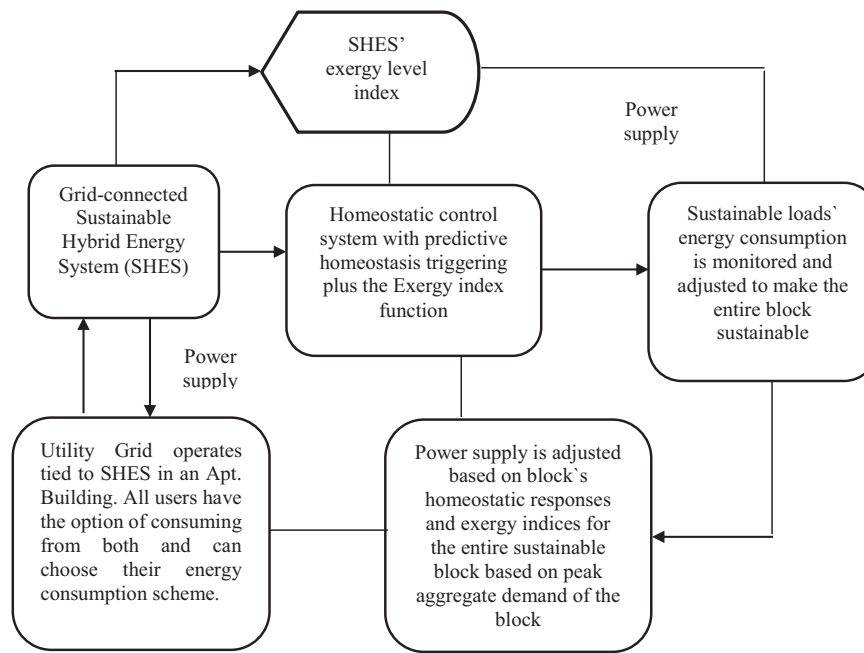 SHES'
exergy level
index
Power
supply
Grid-connected
Sustainable
Hybrid Energy
System (SHES)
Homeostatic control
system with predictive
homeostasis triggering
plus the Exergy index
function
Sustainable loads`
energy consumption
is monitored and
adjusted to make the
entire block
sustainable
Power
supply
Utility Grid operates
tied to SHES in an Apt.
Building. All users have
the option of consuming
from both and can
choose their energy
consumption scheme.
Power supply is adjusted
based on block`s
homeostatic responses
and exergy indices for
the entire sustainable
block based on peak
aggregate demand of the
block